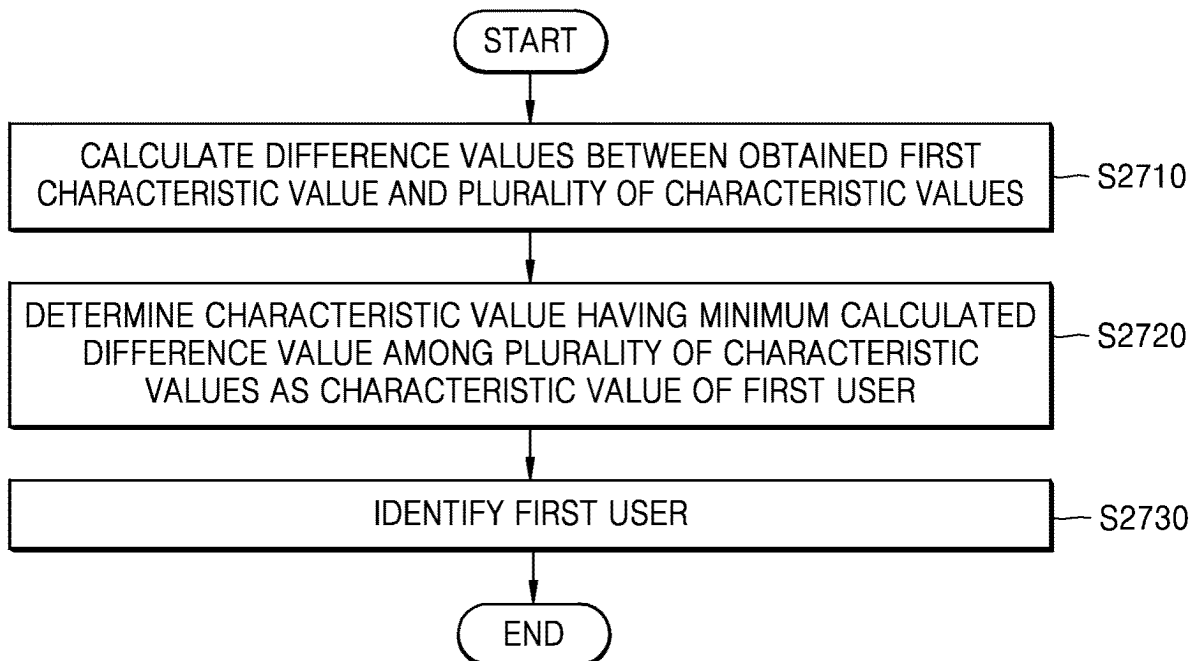 START
CALCULATE DIFFERENCE VALUES BETWEEN OBTAINED FIRST
CHARACTERISTIC VALUE AND PLURALITY OF CHARACTERISTIC VALUES
S2710
DETERMINE CHARACTERISTIC VALUE HAVING MINIMUM CALCULATED
DIFFERENCE VALUE AMONG PLURALITY OF CHARACTERISTIC
VALUES AS CHARACTERISTIC VALUE OF FIRST USER
S2720
IDENTIFY FIRST USER
S2730
END